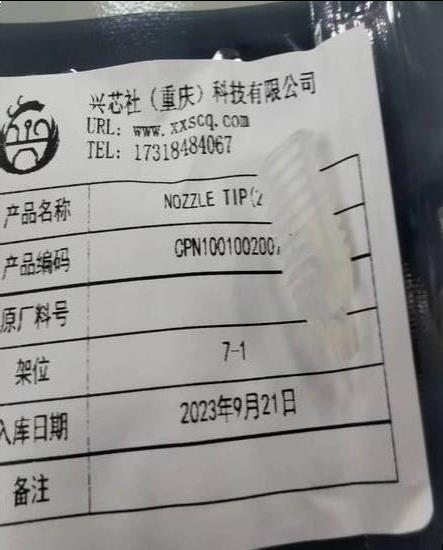 兴芯社（重庆）科技有限公司
URL: www.xxscq.com
TEL: 17318484067
产品名称 NOZZLE TIP(2
产品编码 CPN100100200
原厂料号
架位 7-1
入库日期 2023年9月21日
备注